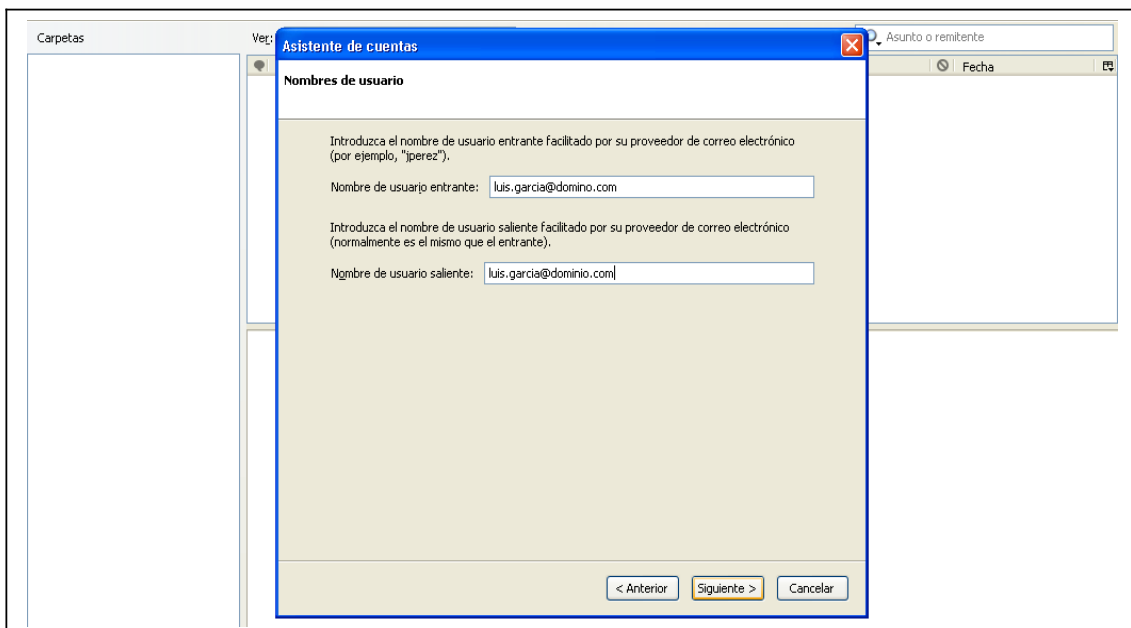 Carpetas
Ver:
Asunto o remitente
Fecha
Asistente de cuentas
Nombres de usuario
Introduzca el nombre de usuario entrante facilitado por su proveedor de correo electrónico
(por ejemplo, "jperez").
Nombre de usuario entrante: luis.garcia@domino.com
Introduzca el nombre de usuario saliente facilitado por su proveedor de correo electrónico
(normalmente es el mismo que el entrante).
Nombre de usuario saliente: luis.garcia@dominio.com
< Anterior Siguiente > Cancelar